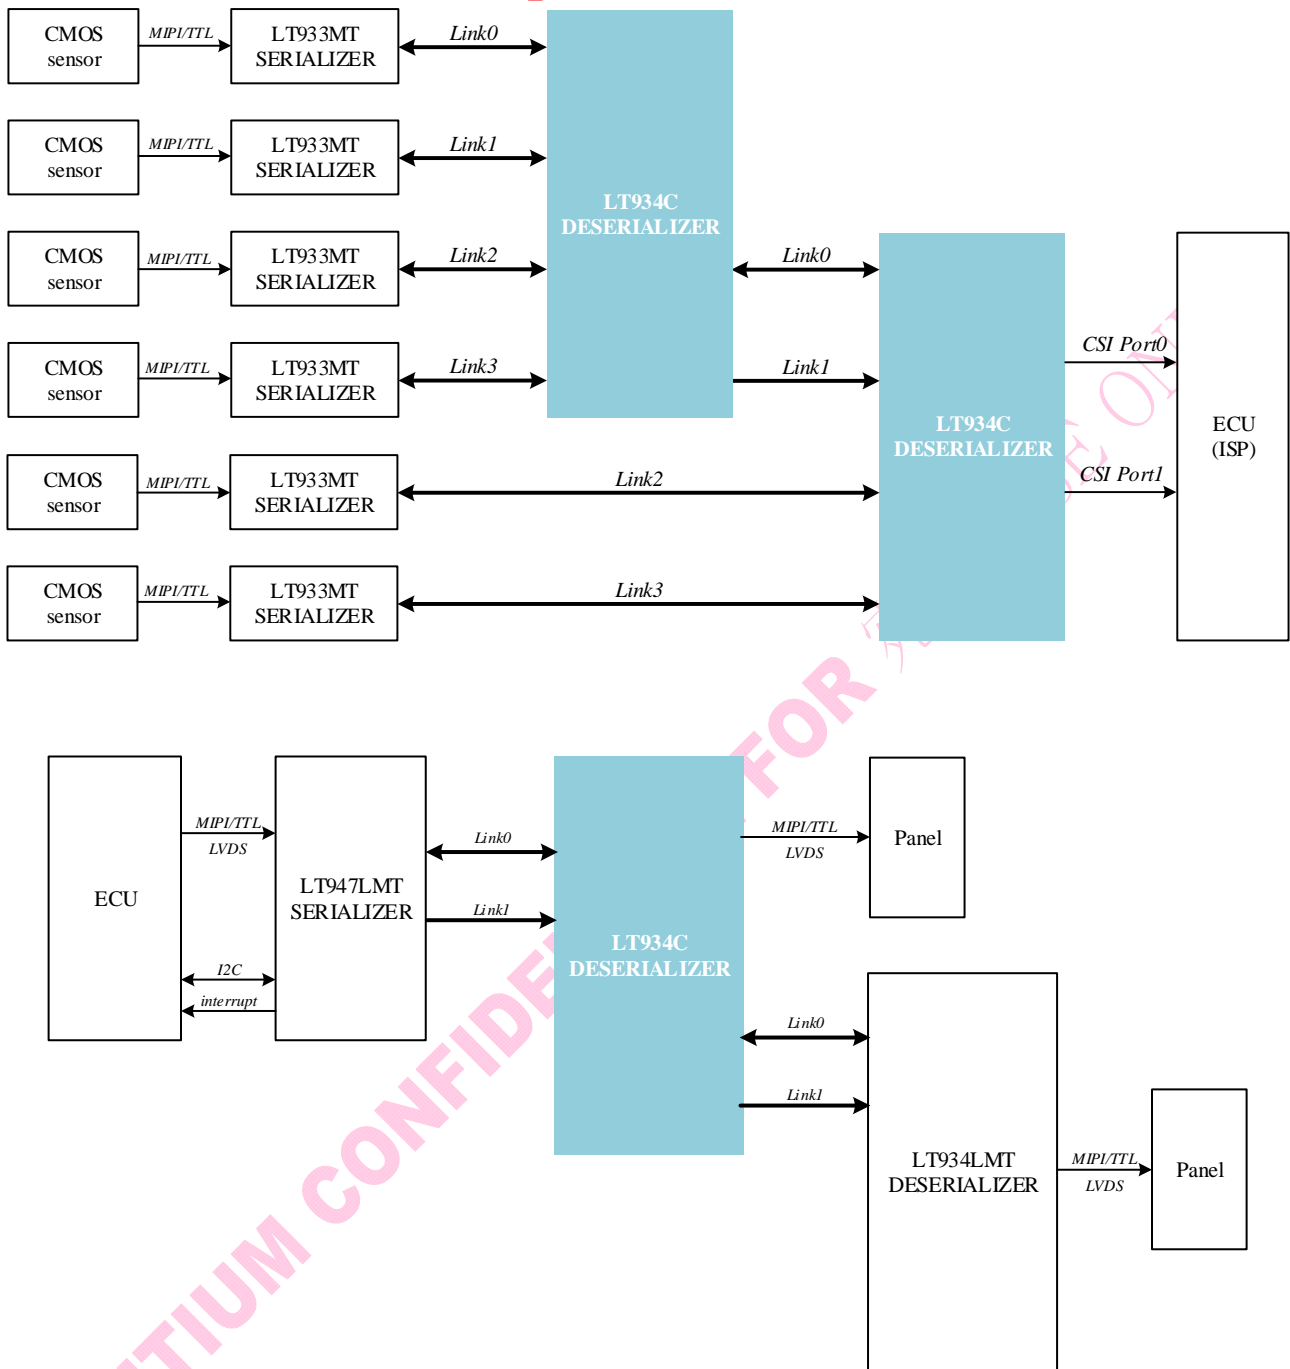 CMOS
sensor
MIPI/TTL
LT933MT
SERIALIZER
Link0
CMOS
sensor
MIPI/TTL
LT933MT
SERIALIZER
Link1
LT934C
DESERIALIZER
CMOS
sensor
MIPI/TTL
LT933MT
SERIALIZER
Link2
Link0
CMOS
sensor
MIPI/TTL
LT933MT
SERIALIZER
Link3
Link1
CSI Port0
LT934C
DESERIALIZER
ECU
(ISP)
CSI Port1
CMOS
sensor
MIPI/TTL
LT933MT
SERIALIZER
Link2
CMOS
sensor
MIPI/TTL
LT933MT
SERIALIZER
Link3
ECU
MIPI/TTL
LVDS
I2C
interrupt
LT947LMT
SERIALIZER
Link0
Link1
LT934C
DESERIALIZER
MIPI/TTL
LVDS
Panel
Link0
Link1
LT934LMT
DESERIALIZER
MIPI/TTL
LVDS
Panel
FOR